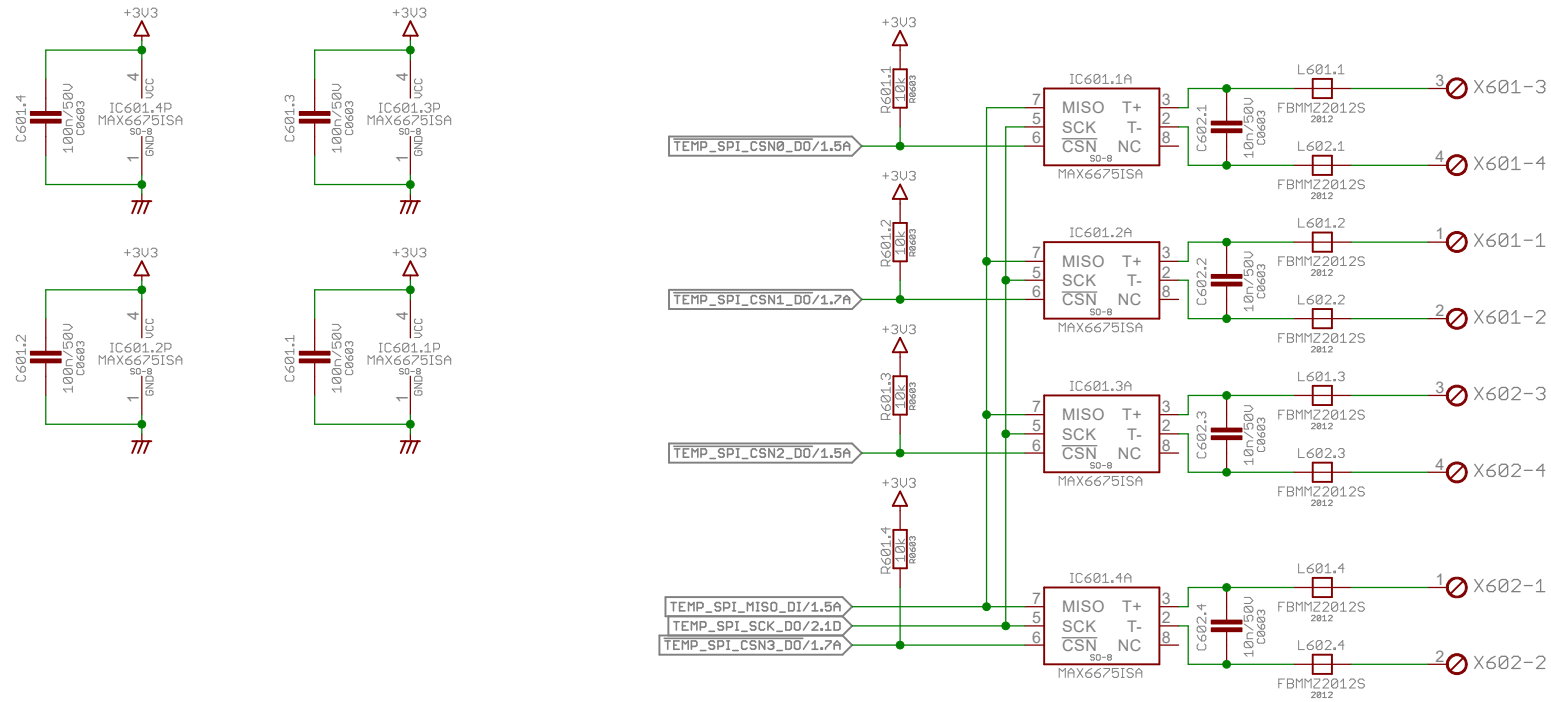 +3V3
C601.4
100n/50V
C0603
4
VCC
IC601.4P
MAX6675ISA
SO-8
GND
1
+3V3
C601.3
100n/50V
C0603
4
VCC
IC601.3P
MAX6675ISA
SO-8
GND
1
+3V3
C601.2
100n/50V
C0603
4
VCC
IC601.2P
MAX6675ISA
SO-8
GND
1
+3V3
C601.1
100n/50V
C0603
4
VCC
IC601.1P
MAX6675ISA
SO-8
GND
1
+3V3
R601.1
10k
R0603
TEMP_SPI_CSN0_DO/1.5A
IC601.1A
7 MISO T+ 3
5 SCK T- 2
6 CSN NC 8
SO-8
MAX6675ISA
C602.1
10n/50V
C0603
L601.1
FBMMZ2012S
2012
3 X601-3
L602.1
FBMMZ2012S
2012
4 X601-4
+3V3
R601.2
10k
R0603
TEMP_SPI_CSN1_DO/1.7A
IC601.2A
7 MISO T+ 3
5 SCK T- 2
6 CSN NC 8
SO-8
MAX6675ISA
C602.2
10n/50V
C0603
L601.2
FBMMZ2012S
2012
1 X601-1
L602.2
FBMMZ2012S
2012
2 X601-2
+3V3
R601.3
10k
R0603
TEMP_SPI_CSN2_DO/1.5A
IC601.3A
7 MISO T+ 3
5 SCK T- 2
6 CSN NC 8
SO-8
MAX6675ISA
C602.3
10n/50V
C0603
L601.3
FBMMZ2012S
2012
3 X602-3
L602.3
FBMMZ2012S
2012
4 X602-4
+3V3
R601.4
10k
R0603
TEMP_SPI_MISO_DI/1.5A
TEMP_SPI_SCK_DO/2.1D
TEMP_SPI_CSN3_DO/1.7A
IC601.4A
7 MISO T+ 3
5 SCK T- 2
6 CSN NC 8
SO-8
MAX6675ISA
C602.4
10n/50V
C0603
L601.4
FBMMZ2012S
2012
1 X602-1
L602.4
FBMMZ2012S
2012
2 X602-2